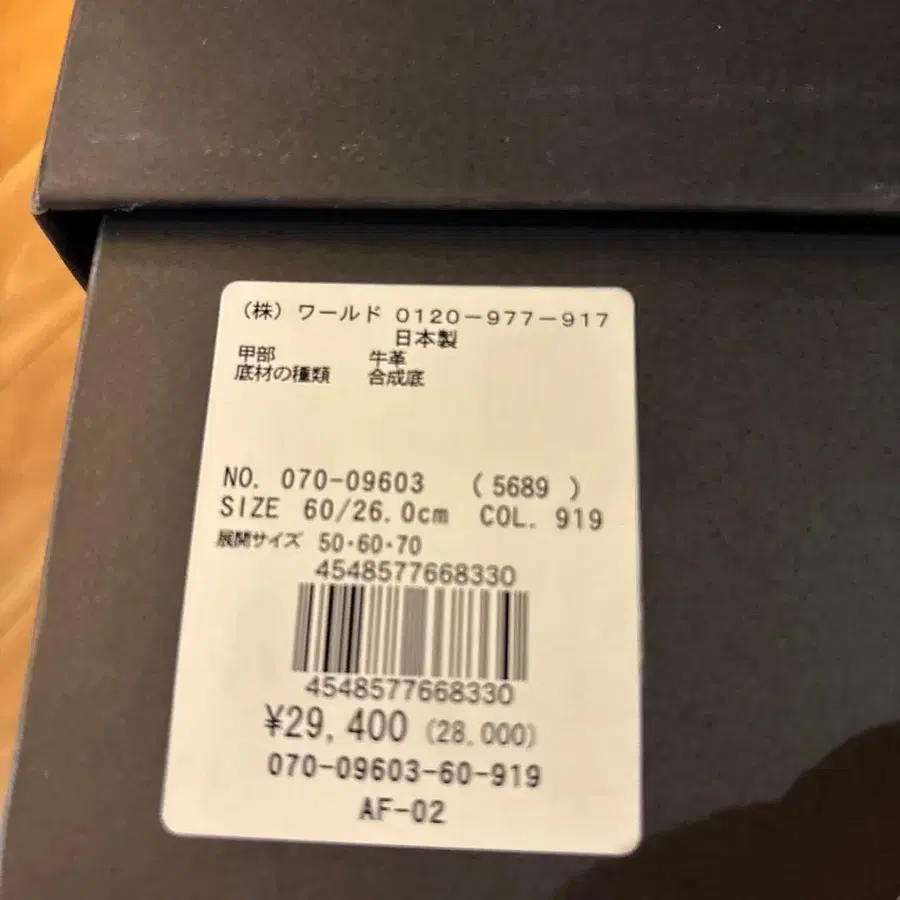 （株）ワールド 0120−977−917
日本製
甲部 牛革
底材の種類 合成底
NO. 070-09603 (5689 )
SIZE 60/26.0cm COL. 919
展開サイズ 50･60･70
4548577668330
4548577668330
¥29,400 (28,000)
070-09603-60-919
AF-02